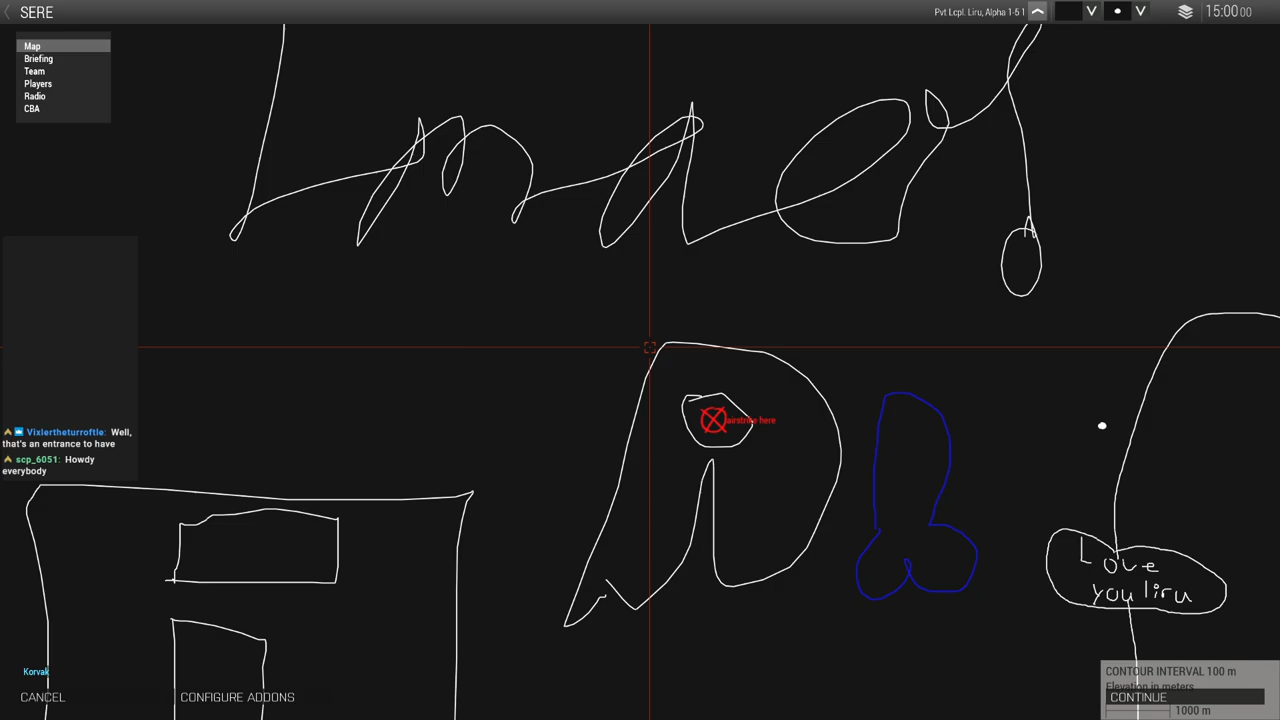 SERE
Pvt Lcpl. Liru, Alpha 1-5 1
15:00 00
Map
Briefing
Team
Players
Radio
CBA
airstrike here
Vixlertheturroftle: Well,
that's an entrance to have
scp_6051: Howdy
everybody
Love
you liru
Korvak
CANCEL
CONFIGURE ADDONS
CONTOUR INTERVAL 100 m
Elevation in meters
CONTINUE
1000 m